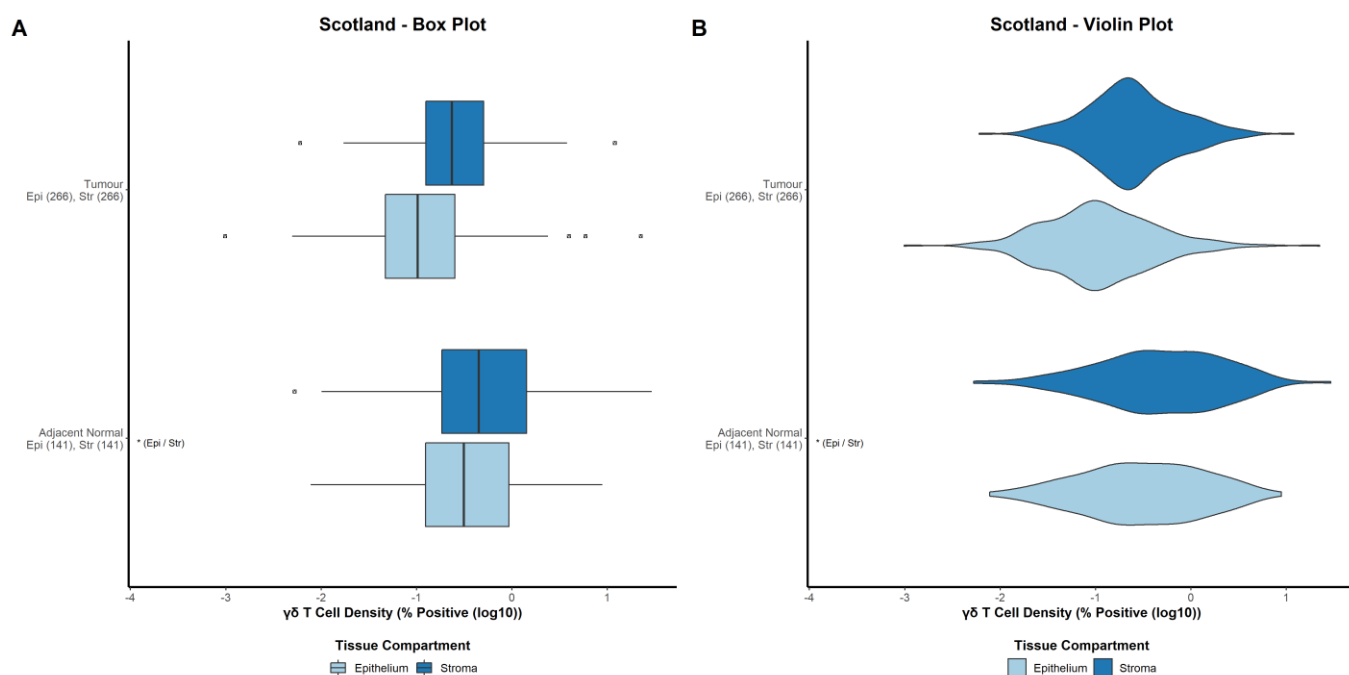 A
Scotland - Box Plot
Tumour
Epi (266), Str (266)
Adjacent Normal
Epi (141), Str (141)
* (Epi / Str)
-4
-3
-2
-1
0
1
γδ T Cell Density (% Positive (log10))
Tissue Compartment
Epithelium
Stroma
B
Scotland - Violin Plot
Tumour
Epi (266), Str (266)
Adjacent Normal
Epi (141), Str (141)
* (Epi / Str)
-4
-3
-2
-1
0
1
γδ T Cell Density (% Positive (log10))
Tissue Compartment
Epithelium
Stroma